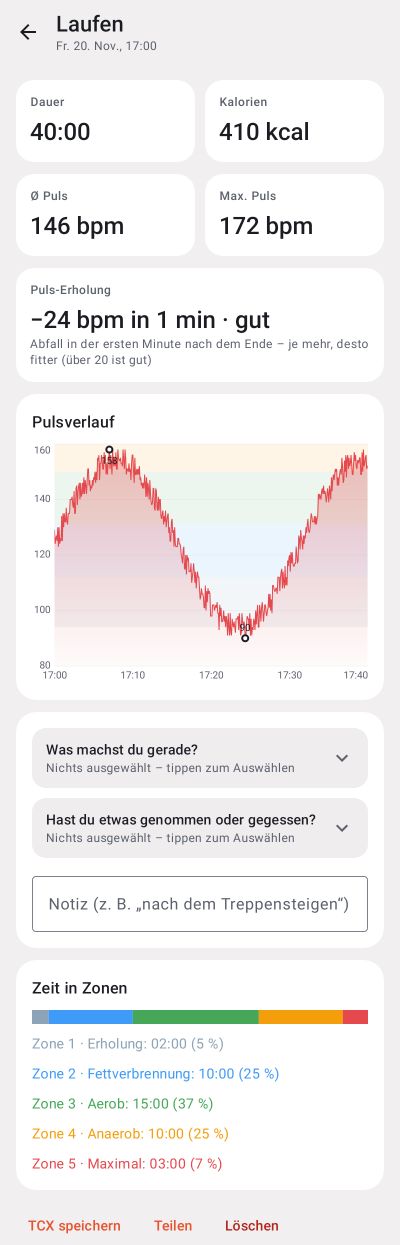 Laufen
Fr. 20. Nov., 17:00
Dauer
40:00
Kalorien
410 kcal
Ø Puls
146 bpm
Max. Puls
172 bpm
Puls-Erholung
−24 bpm in 1 min · gut
Abfall in der ersten Minute nach dem Ende – je mehr, desto
fitter (über 20 ist gut)
Pulsverlauf
160
158
140
120
100
90
80
17:00
17:10
17:20
17:30
17:40
Was machst du gerade?
Nichts ausgewählt – tippen zum Auswählen
Hast du etwas genommen oder gegessen?
Nichts ausgewählt – tippen zum Auswählen
Notiz (z. B. „nach dem Treppensteigen“)
Zeit in Zonen
Zone 1 · Erholung: 02:00 (5 %)
Zone 2 · Fettverbrennung: 10:00 (25 %)
Zone 3 · Aerob: 15:00 (37 %)
Zone 4 · Anaerob: 10:00 (25 %)
Zone 5 · Maximal: 03:00 (7 %)
TCX speichern
Teilen
Löschen